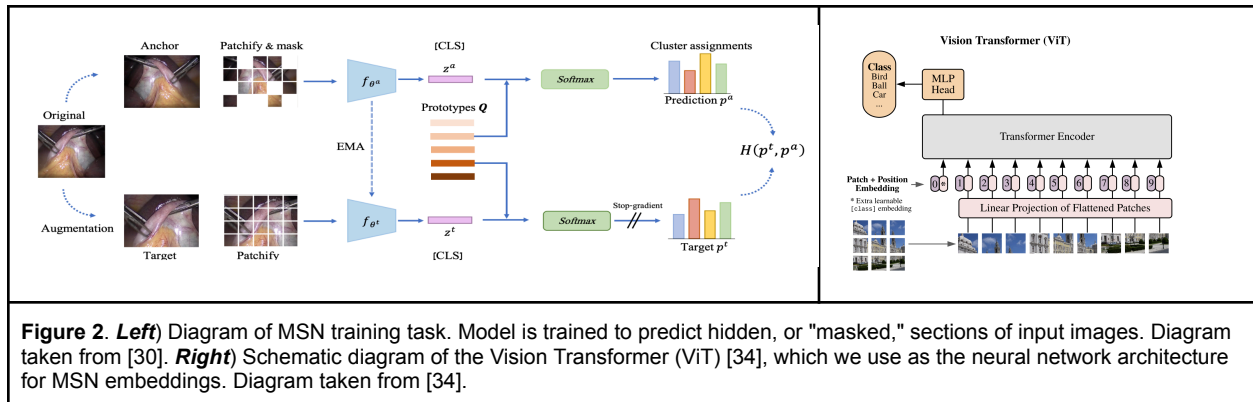 Anchor
Patchify & mask
[CLS]
Cluster assignments
f_{θ^a}
z^a
Softmax
Prediction p^a
Original
Prototypes Q
EMA
H(p^t, p^a)
Augmentation
Target
Patchify
f_{θ^t}
z^t
[CLS]
Softmax
Stop-gradient
Target p^t
Vision Transformer (ViT)
Class
Bird
Ball
Car
...
MLP
Head
Transformer Encoder
Patch + Position
Embedding
0 * 1 2 3 4 5 6 7 8 9
* Extra learnable
[class] embedding
Linear Projection of Flattened Patches
Figure 2. Left) Diagram of MSN training task. Model is trained to predict hidden, or "masked," sections of input images. Diagram
taken from [30]. Right) Schematic diagram of the Vision Transformer (ViT) [34], which we use as the neural network architecture
for MSN embeddings. Diagram taken from [34].